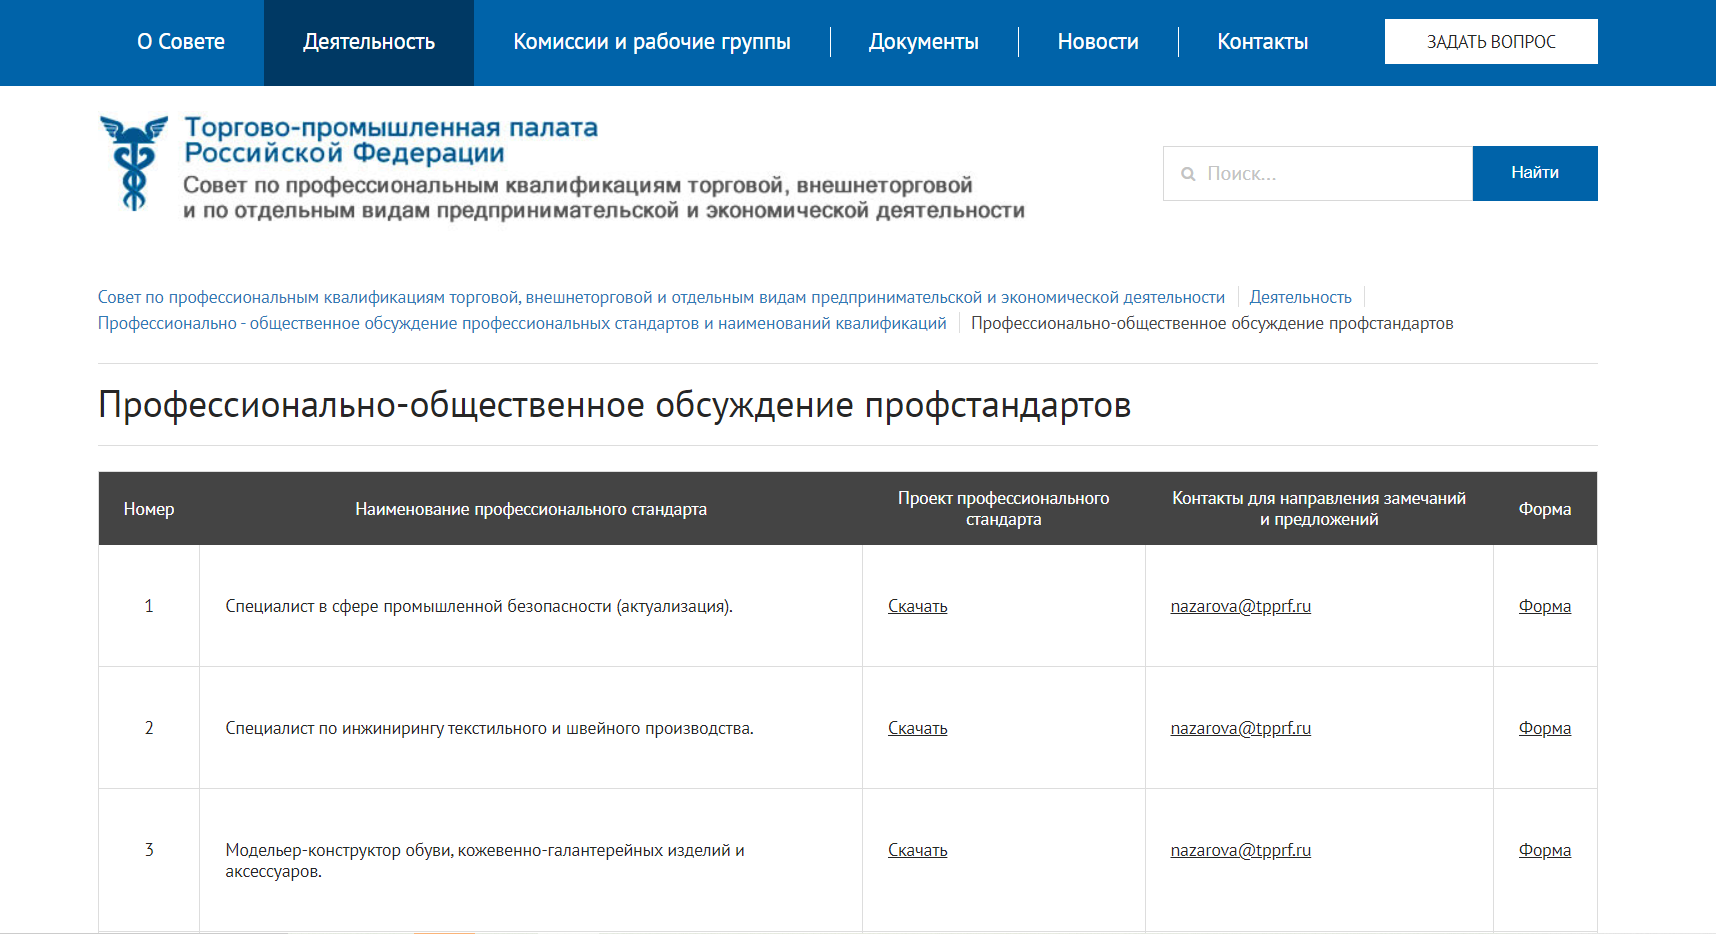 О Совете
Деятельность
Комиссии и рабочие группы
Документы
Новости
Контакты
ЗАДАТЬ ВОПРОС
Торгово-промышленная палата
Российской Федерации
Совет по профессиональным квалификациям торговой, внешнеторговой
и по отдельным видам предпринимательской и экономической деятельности
Поиск...
Найти
Совет по профессиональным квалификациям торговой, внешнеторговой и отдельным видам предпринимательской и экономической деятельности
Деятельность
Профессионально - общественное обсуждение профессиональных стандартов и наименований квалификаций
Профессионально-общественное обсуждение профстандартов
Профессионально-общественное обсуждение профстандартов
Номер
Наименование профессионального стандарта
Проект профессионального
стандарта
Контакты для направления замечаний
и предложений
Форма
1
Специалист в сфере промышленной безопасности (актуализация).
Скачать
nazarova@tpprf.ru
Форма
2
Специалист по инжинирингу текстильного и швейного производства.
Скачать
nazarova@tpprf.ru
Форма
3
Модельер-конструктор обуви, кожевенно-галантерейных изделий и
аксессуаров.
Скачать
nazarova@tpprf.ru
Форма